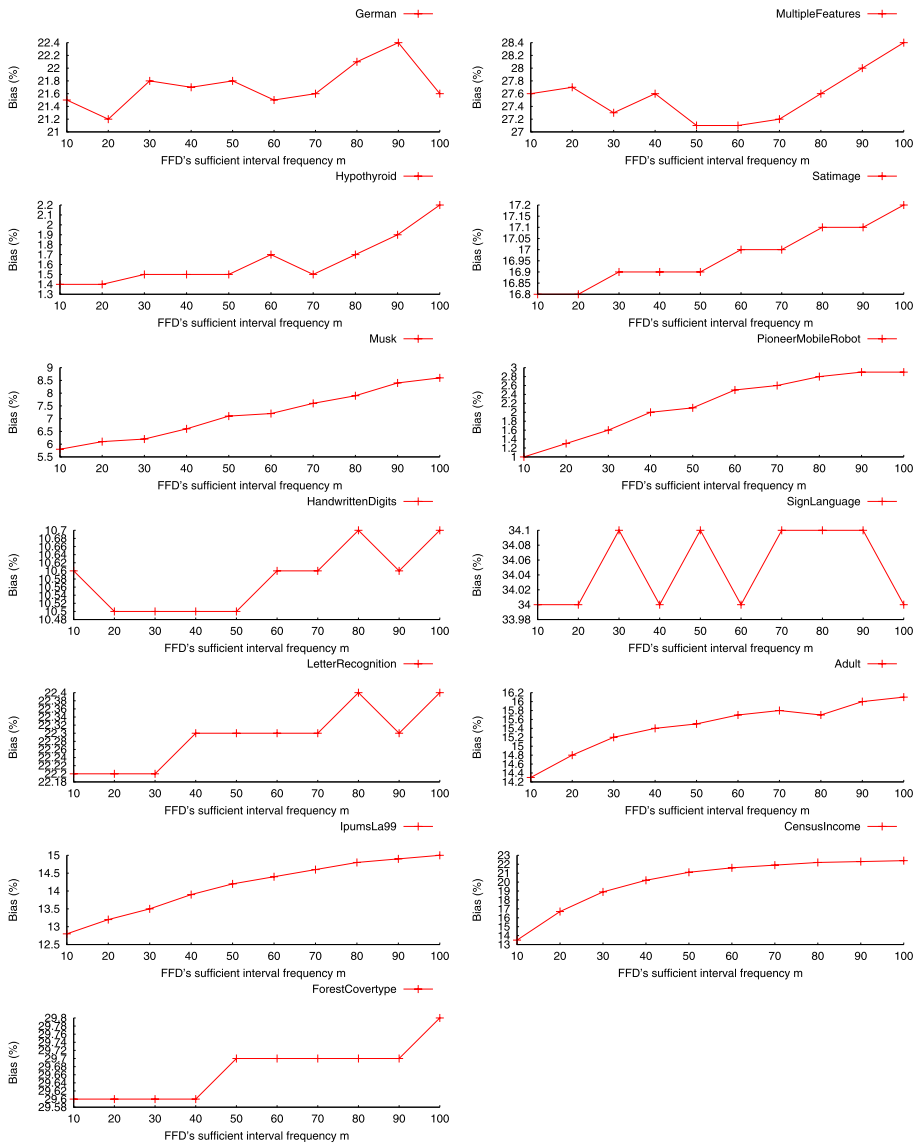 German
Bias (%)
22.4
22.2
22
21.8
21.6
21.4
21.2
21
10 20 30 40 50 60 70 80 90 100
FFD's sufficient interval frequency m
MultipleFeatures
Bias (%)
28.4
28.2
28
27.8
27.6
27.4
27.2
27
10 20 30 40 50 60 70 80 90 100
FFD's sufficient interval frequency m
Hypothyroid
Bias (%)
2.2
2.1
2
1.9
1.8
1.7
1.6
1.5
1.4
1.3
10 20 30 40 50 60 70 80 90 100
FFD's sufficient interval frequency m
Satimage
Bias (%)
17.2
17.15
17.1
17.05
17
16.95
16.9
16.85
16.8
10 20 30 40 50 60 70 80 90 100
FFD's sufficient interval frequency m
Musk
Bias (%)
9
8.5
8
7.5
7
6.5
6
5.5
10 20 30 40 50 60 70 80 90 100
FFD's sufficient interval frequency m
PioneerMobileRobot
Bias (%)
3
2.8
2.6
2.4
2.2
2
1.8
1.6
1.4
1.2
1
10 20 30 40 50 60 70 80 90 100
FFD's sufficient interval frequency m
HandwrittenDigits
Bias (%)
10.7
10.68
10.66
10.64
10.62
10.6
10.58
10.56
10.54
10.52
10.5
10.48
10 20 30 40 50 60 70 80 90 100
FFD's sufficient interval frequency m
SignLanguage
Bias (%)
34.1
34.08
34.06
34.04
34.02
34
33.98
10 20 30 40 50 60 70 80 90 100
FFD's sufficient interval frequency m
LetterRecognition
Bias (%)
22.4
22.38
22.36
22.34
22.32
22.3
22.28
22.26
22.24
22.22
22.2
22.18
10 20 30 40 50 60 70 80 90 100
FFD's sufficient interval frequency m
Adult
Bias (%)
16.2
16
15.8
15.6
15.4
15.2
15
14.8
14.6
14.4
14.2
10 20 30 40 50 60 70 80 90 100
FFD's sufficient interval frequency m
IpumsLa99
Bias (%)
15
14.5
14
13.5
13
12.5
10 20 30 40 50 60 70 80 90 100
FFD's sufficient interval frequency m
CensusIncome
Bias (%)
23
22
21
20
19
18
17
16
15
14
13
10 20 30 40 50 60 70 80 90 100
FFD's sufficient interval frequency m
ForestCovertype
Bias (%)
29.8
29.78
29.76
29.74
29.72
29.7
29.68
29.66
29.64
29.62
29.6
29.58
10 20 30 40 50 60 70 80 90 100
FFD's sufficient interval frequency m